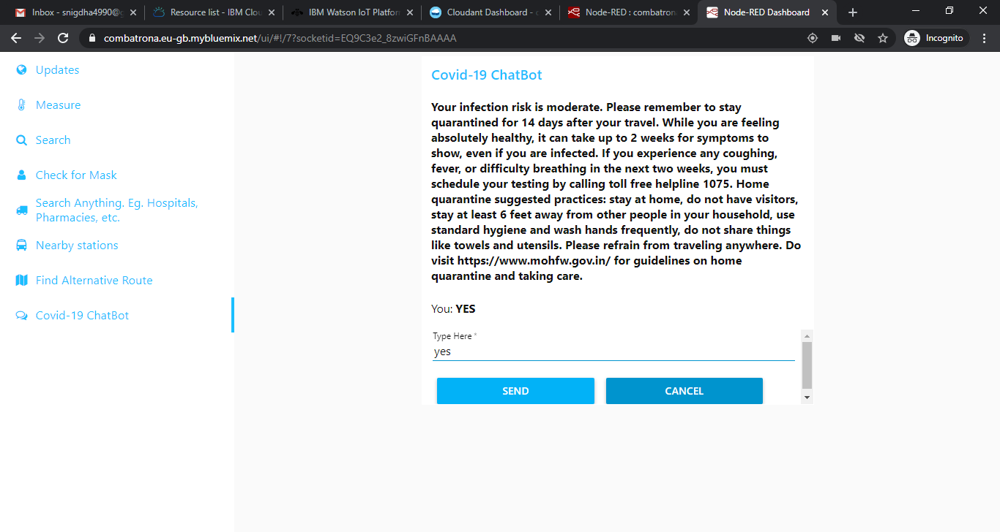 Inbox - snigdha4990@g
Resource list - IBM Clou
IBM Watson IoT Platform
Cloudant Dashboard - c
Node-RED : combatrona
Node-RED Dashboard
combatrona.eu-gb.mybluemix.net/ui/#!/7?socketid=EQ9C3e2_8zwiGFnBAAAA
Incognito
Updates
Measure
Search
Check for Mask
Search Anything. Eg. Hospitals,
Pharmacies, etc.
Nearby stations
Find Alternative Route
Covid-19 ChatBot
Covid-19 ChatBot
Your infection risk is moderate. Please remember to stay
quarantined for 14 days after your travel. While you are feeling
absolutely healthy, it can take up to 2 weeks for symptoms to
show, even if you are infected. If you experience any coughing,
fever, or difficulty breathing in the next two weeks, you must
schedule your testing by calling toll free helpline 1075. Home
quarantine suggested practices: stay at home, do not have visitors,
stay at least 6 feet away from other people in your household, use
standard hygiene and wash hands frequently, do not share things
like towels and utensils. Please refrain from traveling anywhere. Do
visit https://www.mohfw.gov.in/ for guidelines on home
quarantine and taking care.
You: YES
Type Here *
yes
SEND
CANCEL